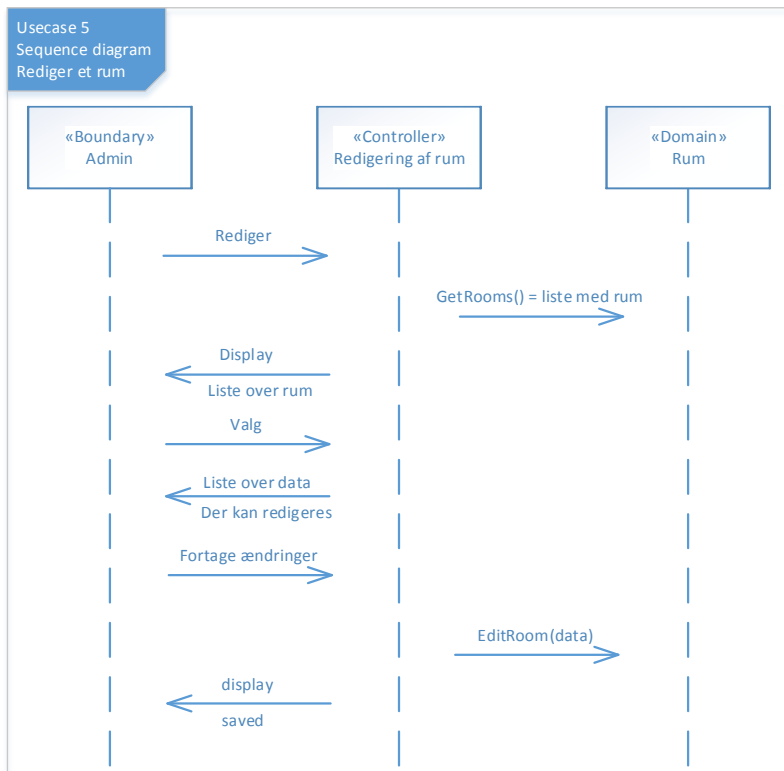 Usecase 5
Sequence diagram
Rediger et rum
«Boundary»
Admin
«Controller»
Redigering af rum
«Domain»
Rum
Rediger
GetRooms() = liste med rum
Display
Liste over rum
Valg
Liste over data
Der kan redigeres
Fortage ændringer
EditRoom(data)
display
saved